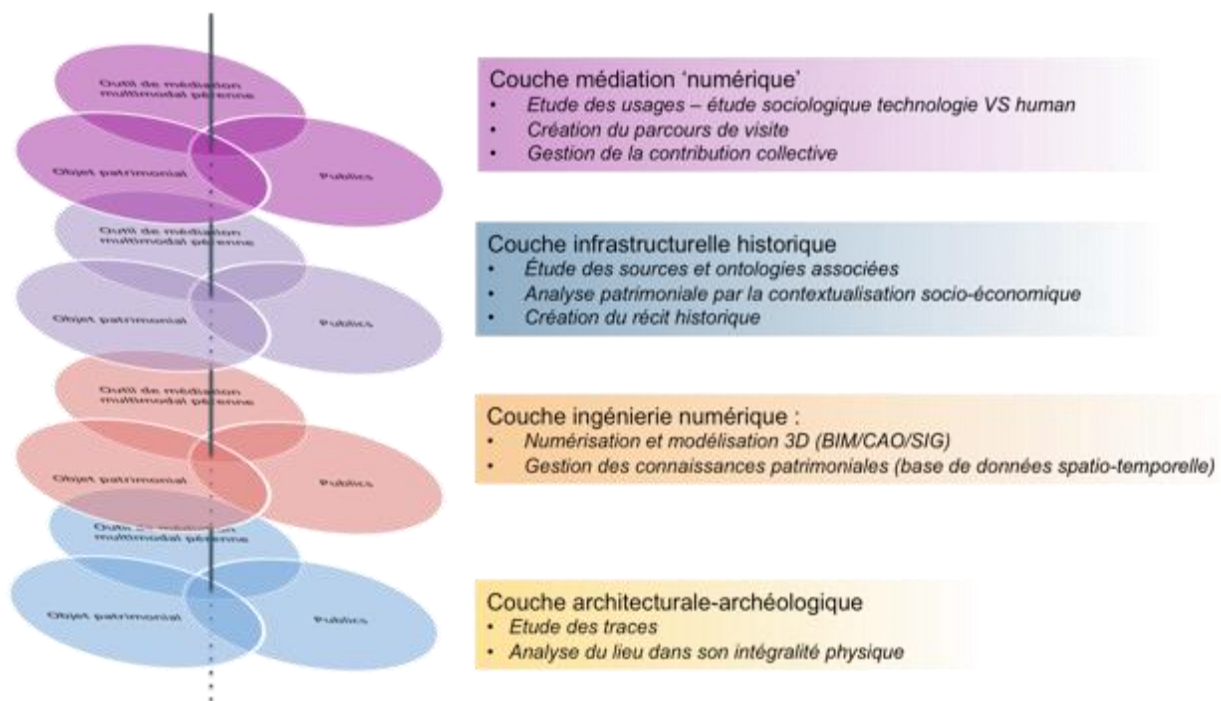 Outil de médiation
multimodal pérenne
Objet patrimonial
Publics
Couche médiation ‘numérique’
• Etude des usages – étude sociologique technologie VS human
• Création du parcours de visite
• Gestion de la contribution collective
Outil de médiation
multimodal pérenne
Objet patrimonial
Publics
Couche infrastructurelle historique
• Étude des sources et ontologies associées
• Analyse patrimoniale par la contextualisation socio-économique
• Création du récit historique
Outil de médiation
multimodal pérenne
Objet patrimonial
Publics
Couche ingénierie numérique :
• Numérisation et modélisation 3D (BIM/CAO/SIG)
• Gestion des connaissances patrimoniales (base de données spatio-temporelle)
Outil de médiation
multimodal pérenne
Objet patrimonial
Publics
Couche architecturale-archéologique
• Etude des traces
• Analyse du lieu dans son intégralité physique